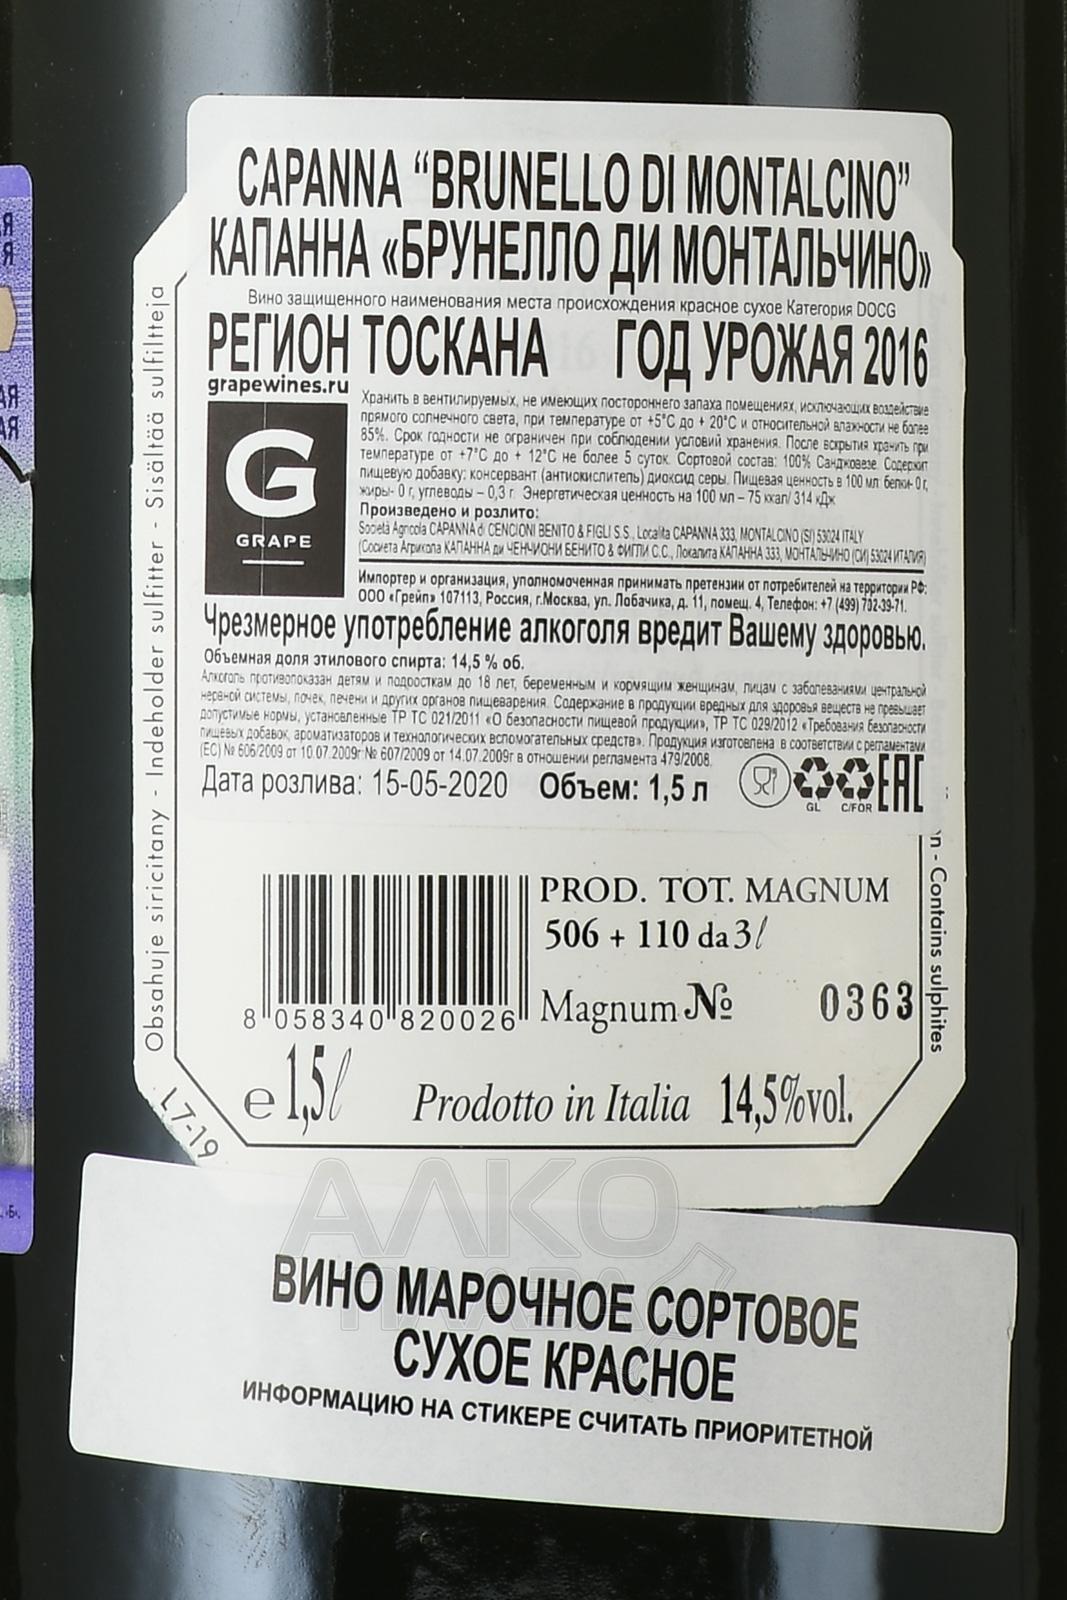 CAPANNA “BRUNELLO DI MONTALCINO”
КАПАННА «БРУНЕЛЛО ДИ МОНТАЛЬЧИНО»
Вино защищенного наименования места происхождения красное сухое Категория DOCG
РЕГИОН ТОСКАНА ГОД УРОЖАЯ 2016
grapewines.ru
G
GRAPE
Хранить в вентилируемых, не имеющих постороннего запаха помещениях, исключающих воздействие
прямого солнечного света, при температуре от +5°С до + 20°С и относительной влажности не более
85%. Срок годности не ограничен при соблюдении условий хранения. После вскрытия хранить при
температуре от +7°С до + 12°С не более 5 суток. Сортовой состав: 100% Санджовезе. Содержит
пищевую добавку: консервант (антиокислитель) диоксид серы. Пищевая ценность в 100 мл: белки- 0 г,
жиры- 0 г, углеводы – 0,3 г. Энергетическая ценность на 100 мл – 75 ккал/ 314 кДж
Произведено и розлито:
Società Agricola CAPANNA di CENCIONI BENITO & FIGLI S.S., Localita CAPANNA 333, MONTALCINO (SI) 53024 ITALY
(Сосиета Агрикола КАПАННА ди ЧЕНЧИОНИ БЕНИТО & ФИГЛИ С.С., Локалита КАПАННА 333, МОНТАЛЬЧИНО (СИ) 53024 ИТАЛИЯ)
Импортер и организация, уполномоченная принимать претензии от потребителей на территории РФ:
ООО «Грейп» 107113, Россия, г.Москва, ул. Лобачика, д. 11, помещ. 4, Телефон: +7 (499) 702-39-71.
Чрезмерное употребление алкоголя вредит Вашему здоровью.
Объемная доля этилового спирта: 14,5 % об.
Алкоголь противопоказан детям и подросткам до 18 лет, беременным и кормящим женщинам, лицам с заболеваниями центральной
нервной системы, почек, печени и других органов пищеварения. Содержание в продукции вредных для здоровья веществ не превышает
допустимые нормы, установленные ТР ТС 021/2011 «О безопасности пищевой продукции», ТР ТС 029/2012 «Требования безопасности
пищевых добавок, ароматизаторов и технологических вспомогательных средств». Продукция изготовлена в соответствии с регламентами
(ЕС) № 606/2009 от 10.07.2009г № 607/2009 от 14.07.2009г в отношении регламента 479/2008.
Дата розлива: 15-05-2020 Объем: 1,5 л
GL C/FOR EAC
Obsahuje siricitany - Indeholder sulfitter - Sisältää sulfiitteja
n - Contains sulphites
PROD. TOT. MAGNUM
506 + 110 da 3l
Magnum № 0363
8 058340 820026
e 1,5l Prodotto in Italia 14,5%vol.
L7-19
АЛКО
ВИНО МАРОЧНОЕ СОРТОВОЕ
СУХОЕ КРАСНОЕ
ИНФОРМАЦИЮ НА СТИКЕРЕ СЧИТАТЬ ПРИОРИТЕТНОЙ